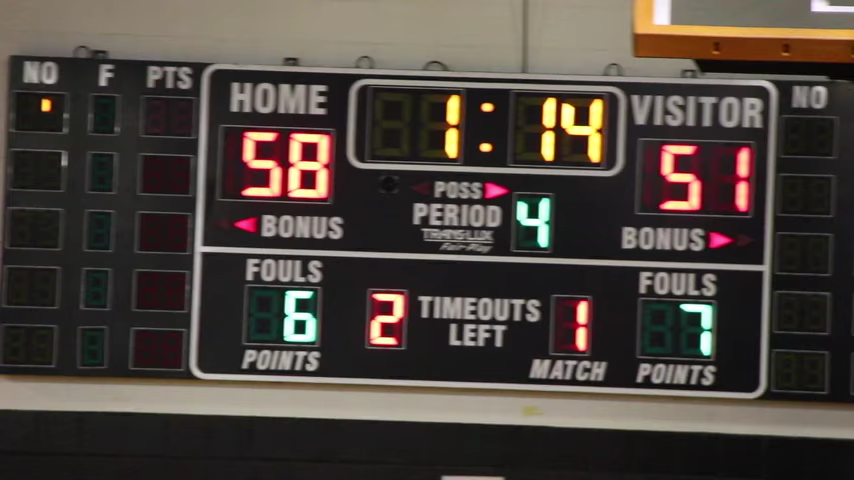 NO F PTS
HOME 1:14 VISITOR NO
58 51
POSS
PERIOD 4
TRANS-LUX
Fair-Play
BONUS BONUS
FOULS FOULS
6 2 TIMEOUTS LEFT 1 7
POINTS MATCH POINTS